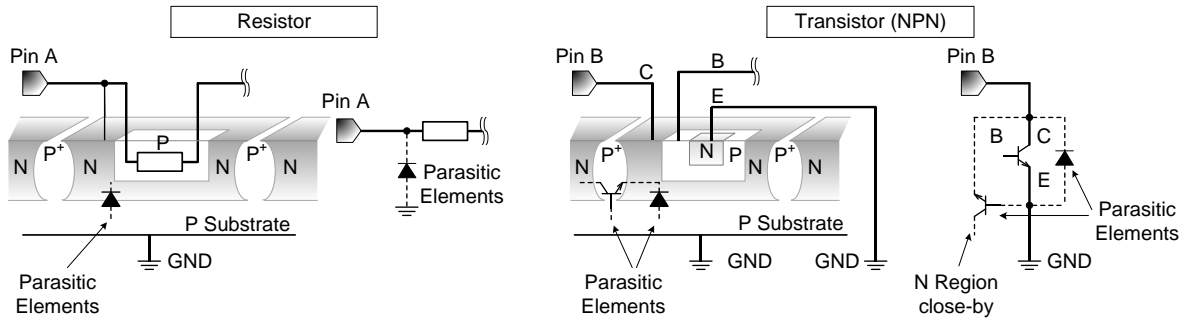 Resistor
Pin A
N
P+
N
P
N
P+
N
P Substrate
GND
Parasitic
Elements
Pin A
Parasitic
Elements
Transistor (NPN)
Pin B
C
B
E
N
P+
N
N
P
N
P+
N
P Substrate
GND
GND
Parasitic
Elements
Pin B
B
C
E
Parasitic
Elements
N Region
close-by
GND